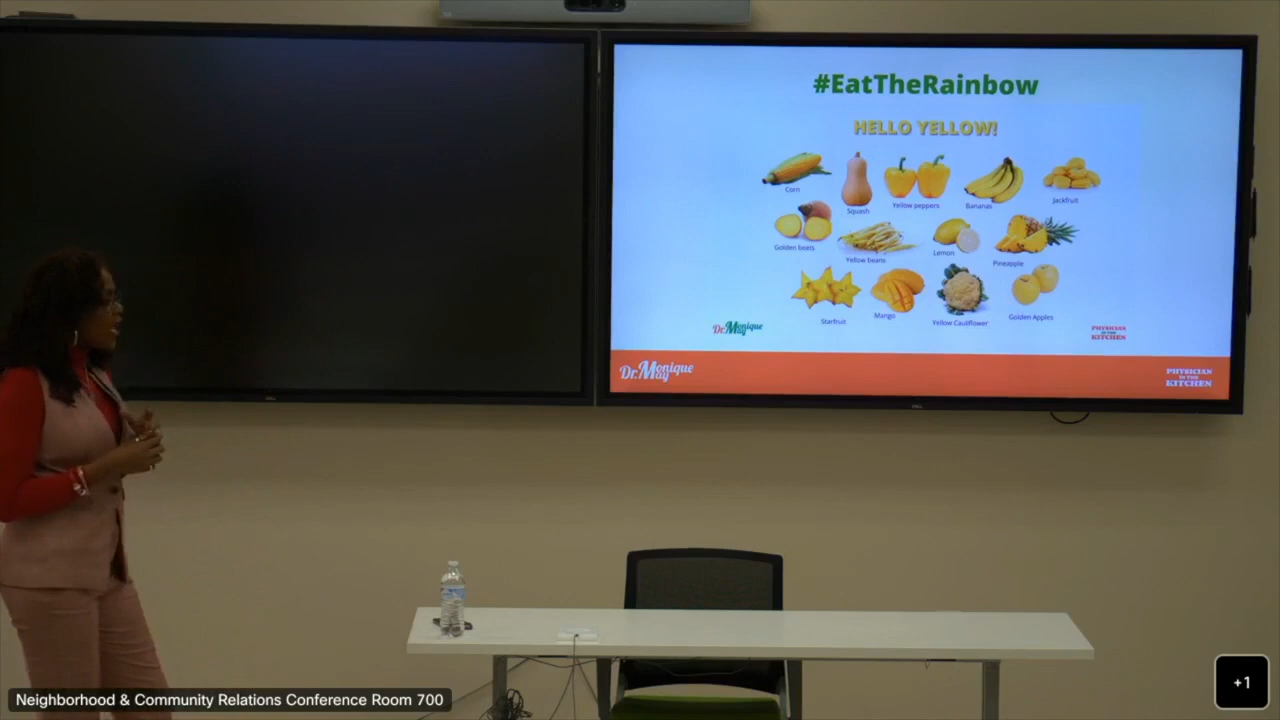 #EatTheRainbow
HELLO YELLOW!
Corn
Squash
Yellow peppers
Bananas
Jackfruit
Golden beets
Yellow beans
Lemon
Pineapple
Starfruit
Mango
Yellow Cauliflower
Golden Apples
Dr. Monique May
PHYSICIAN
IN THE
KITCHEN
Dr. Monique May
PHYSICIAN
IN THE
KITCHEN
DELL
DELL
Neighborhood & Community Relations Conference Room 700
+1